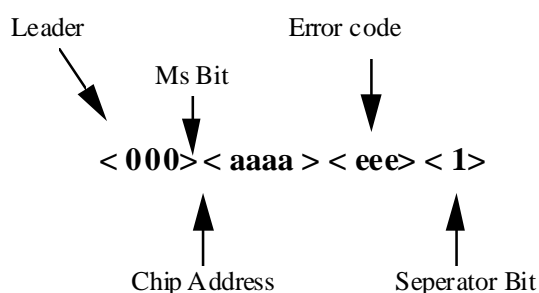 Leader
Error code
Ms Bit
< 000>< aaaa >< eee>< 1>
Chip Address
Seperator Bit